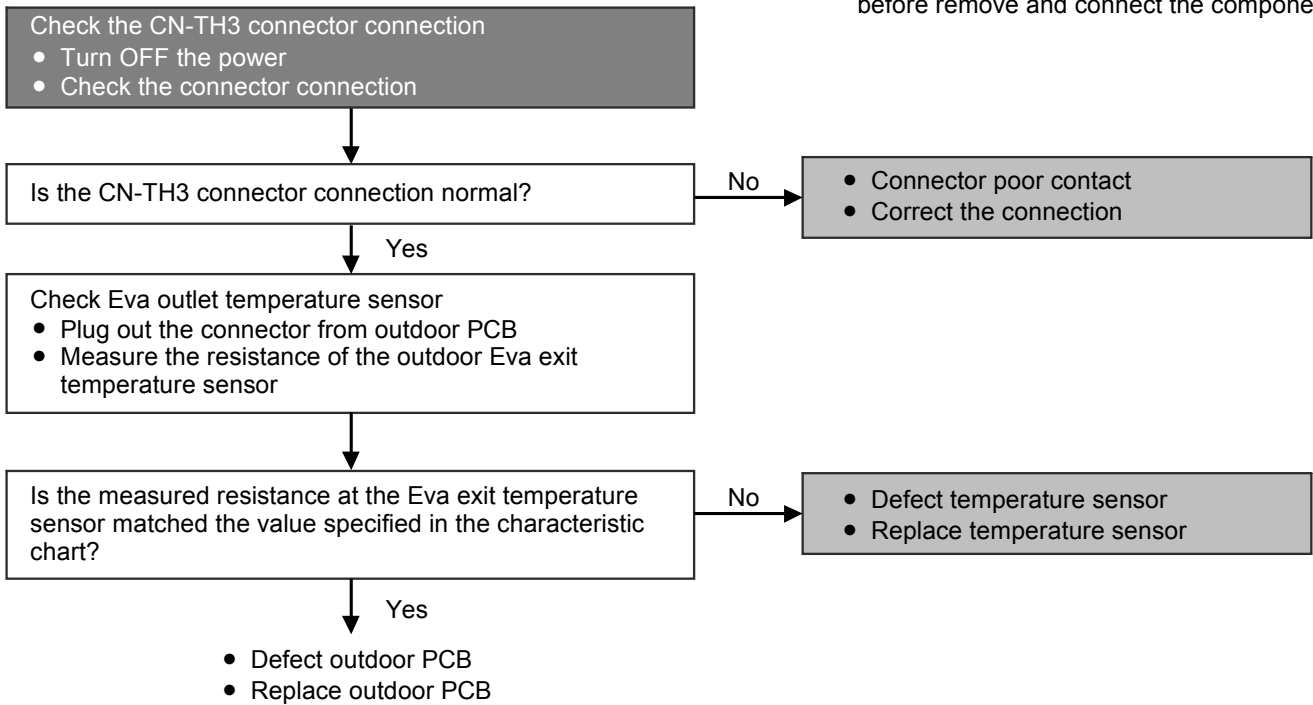 before remove and connect the compone
Check the CN-TH3 connector connection
• Turn OFF the power
• Check the connector connection
Is the CN-TH3 connector connection normal?
No
• Connector poor contact
• Correct the connection
Yes
Check Eva outlet temperature sensor
• Plug out the connector from outdoor PCB
• Measure the resistance of the outdoor Eva exit
temperature sensor
Is the measured resistance at the Eva exit temperature
sensor matched the value specified in the characteristic
chart?
No
• Defect temperature sensor
• Replace temperature sensor
Yes
• Defect outdoor PCB
• Replace outdoor PCB